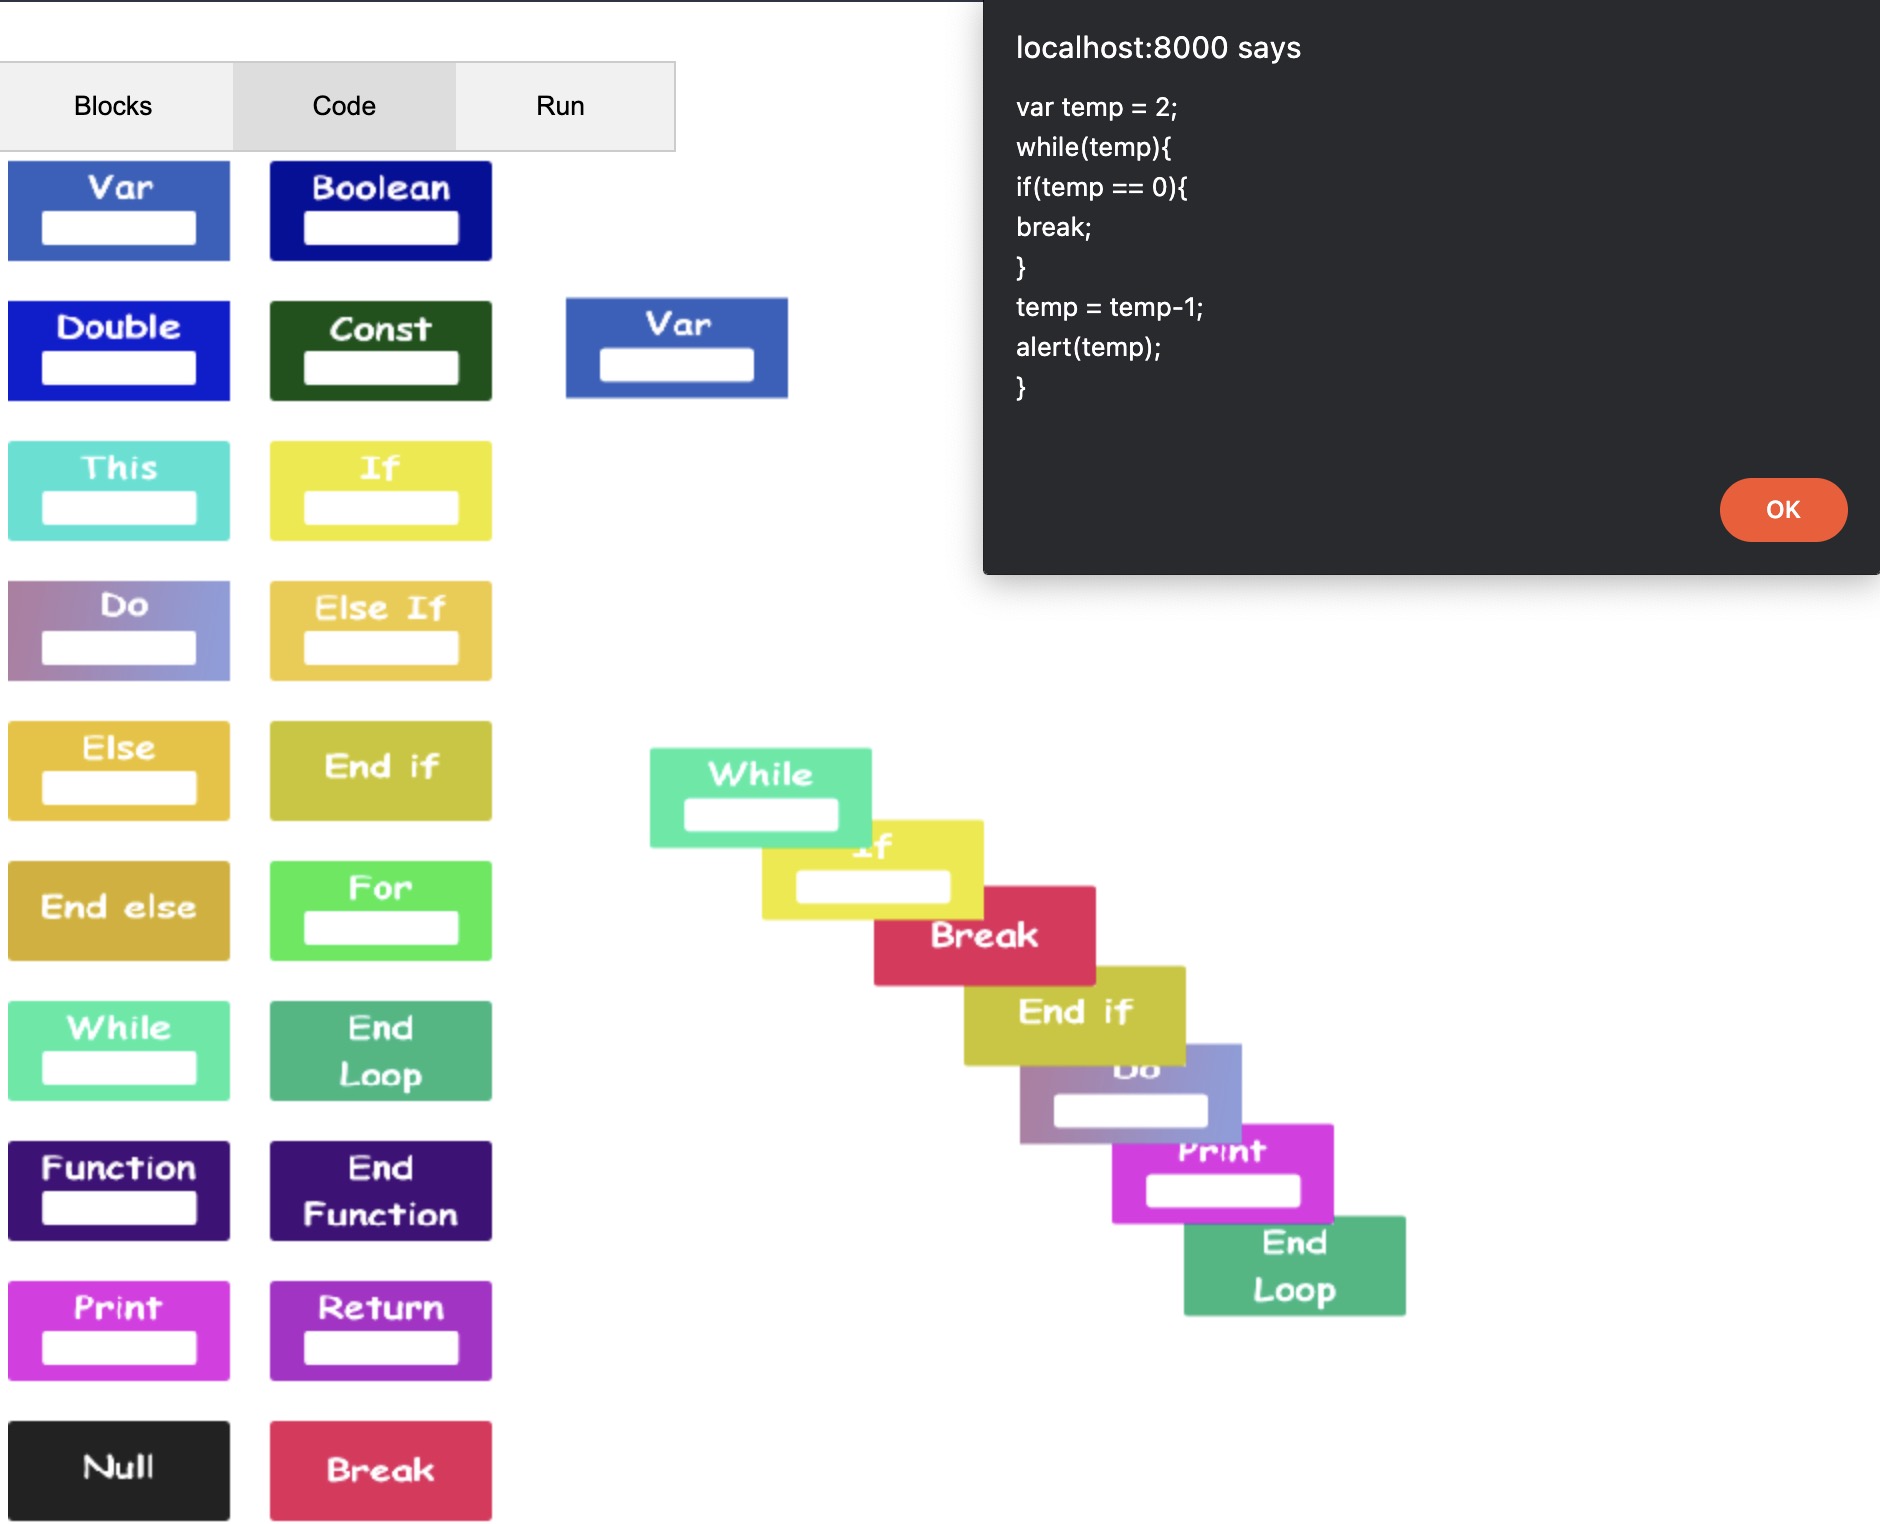 Blocks Code Run
localhost:8000 says
var temp = 2;
while(temp){
if(temp == 0){
break;
}
temp = temp-1;
alert(temp);
}
OK
Var Boolean
Double Const
This If
Do Else If
Else End if
End else For
While End
Loop
Function End
Function
Print Return
Null Break
Var
While
If
Break
End if
Do
Print
End
Loop